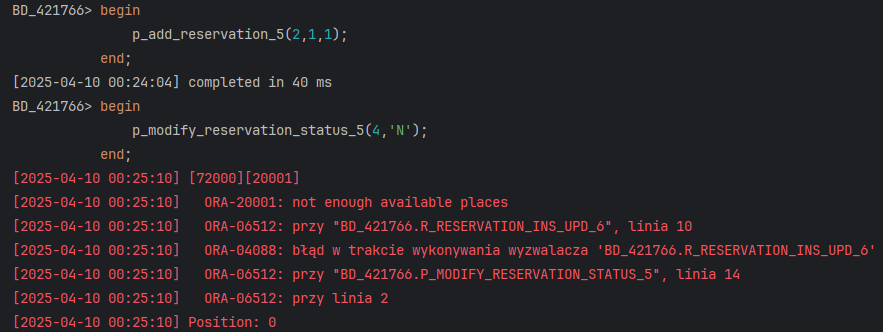 BD_421766> begin
p_add_reservation_5(2,1,1);
end;
[2025-04-10 00:24:04] completed in 40 ms
BD_421766> begin
p_modify_reservation_status_5(4,'N');
end;
[2025-04-10 00:25:10] [72000][20001]
[2025-04-10 00:25:10] ORA-20001: not enough available places
[2025-04-10 00:25:10] ORA-06512: przy "BD_421766.R_RESERVATION_INS_UPD_6", linia 10
[2025-04-10 00:25:10] ORA-04088: błąd w trakcie wykonywania wyzwalacza 'BD_421766.R_RESERVATION_INS_UPD_6'
[2025-04-10 00:25:10] ORA-06512: przy "BD_421766.P_MODIFY_RESERVATION_STATUS_5", linia 14
[2025-04-10 00:25:10] ORA-06512: przy linia 2
[2025-04-10 00:25:10] Position: 0